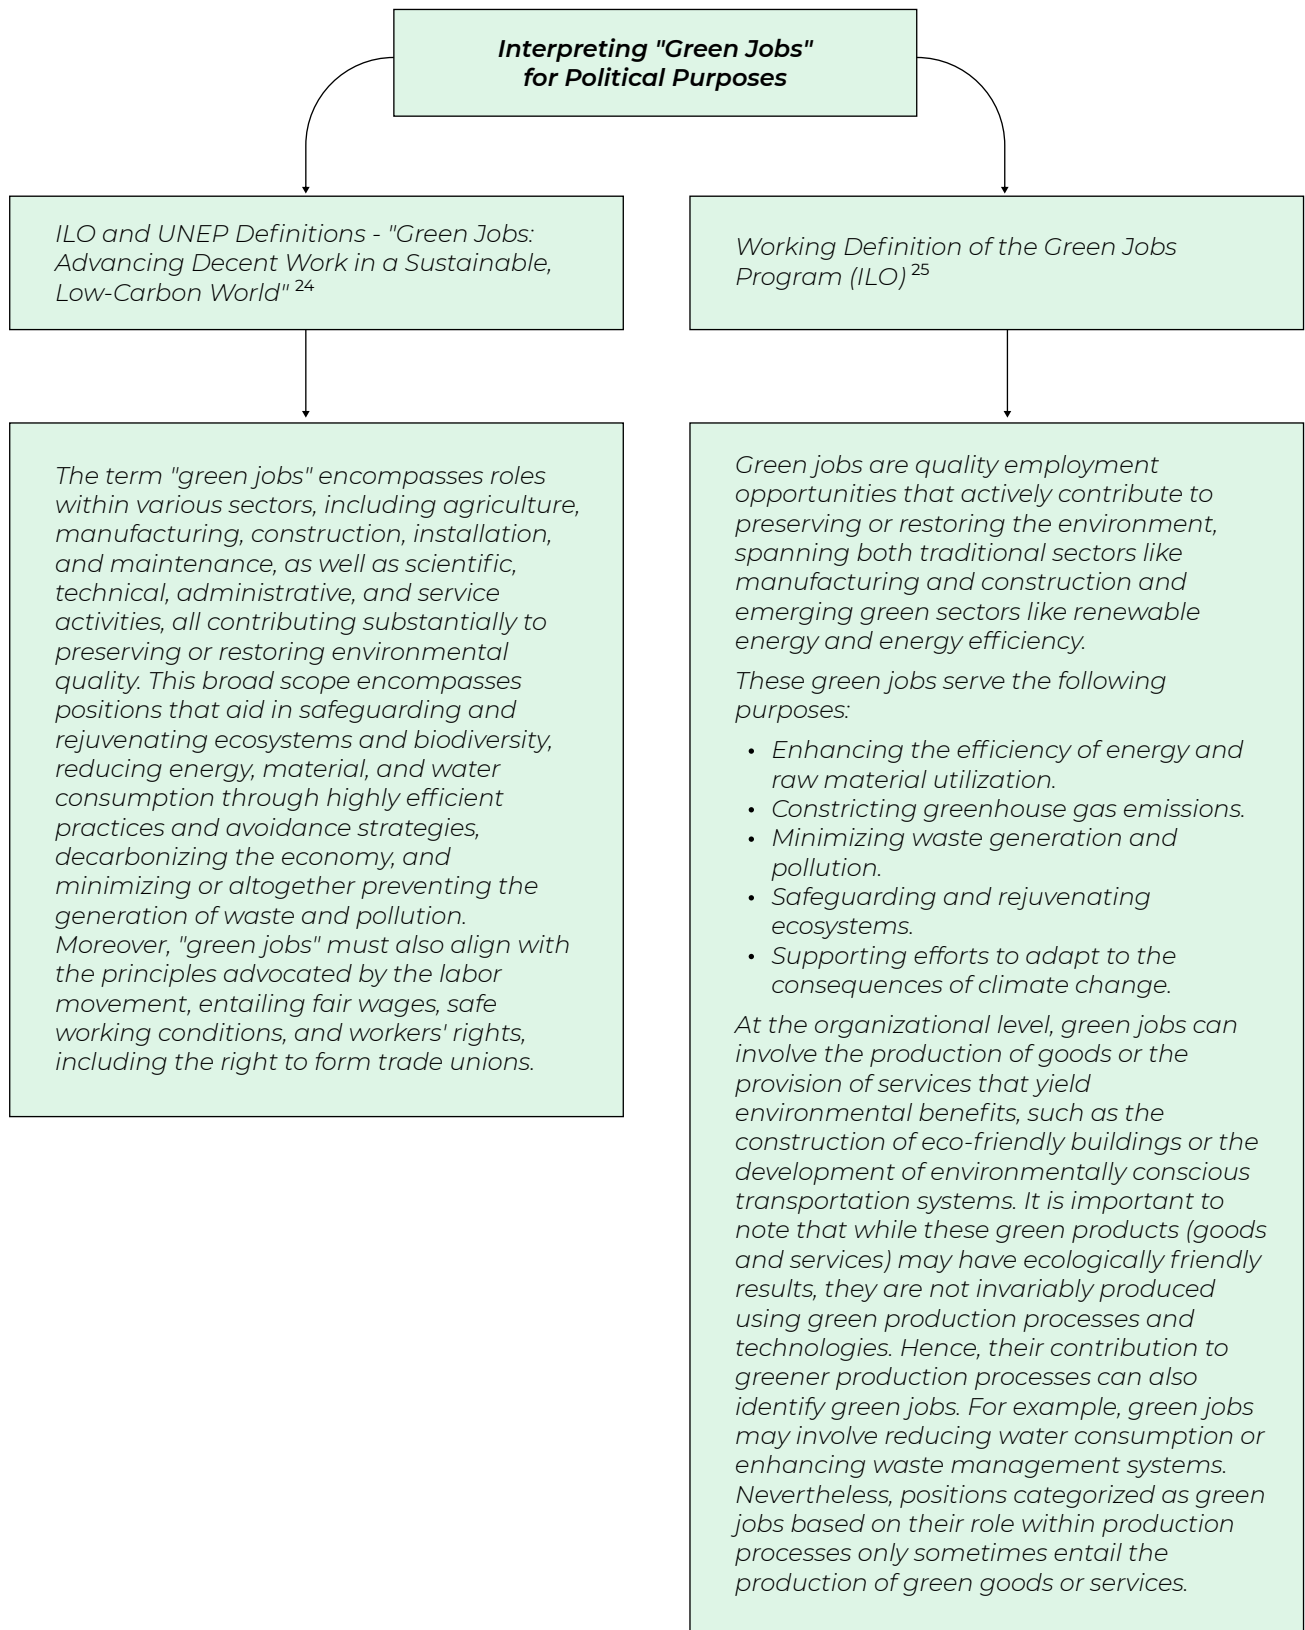 Interpreting "Green Jobs"
for Political Purposes
ILO and UNEP Definitions - "Green Jobs:
Advancing Decent Work in a Sustainable,
Low-Carbon World" 24
Working Definition of the Green Jobs
Program (ILO) 25
The term "green jobs" encompasses roles
within various sectors, including agriculture,
manufacturing, construction, installation,
and maintenance, as well as scientific,
technical, administrative, and service
activities, all contributing substantially to
preserving or restoring environmental
quality. This broad scope encompasses
positions that aid in safeguarding and
rejuvenating ecosystems and biodiversity,
reducing energy, material, and water
consumption through highly efficient
practices and avoidance strategies,
decarbonizing the economy, and
minimizing or altogether preventing the
generation of waste and pollution.
Moreover, "green jobs" must also align with
the principles advocated by the labor
movement, entailing fair wages, safe
working conditions, and workers' rights,
including the right to form trade unions.
Green jobs are quality employment
opportunities that actively contribute to
preserving or restoring the environment,
spanning both traditional sectors like
manufacturing and construction and
emerging green sectors like renewable
energy and energy efficiency.
These green jobs serve the following
purposes:
• Enhancing the efficiency of energy and
raw material utilization.
• Constricting greenhouse gas emissions.
• Minimizing waste generation and
pollution.
• Safeguarding and rejuvenating
ecosystems.
• Supporting efforts to adapt to the
consequences of climate change.
At the organizational level, green jobs can
involve the production of goods or the
provision of services that yield
environmental benefits, such as the
construction of eco-friendly buildings or the
development of environmentally conscious
transportation systems. It is important to
note that while these green products (goods
and services) may have ecologically friendly
results, they are not invariably produced
using green production processes and
technologies. Hence, their contribution to
greener production processes can also
identify green jobs. For example, green jobs
may involve reducing water consumption or
enhancing waste management systems.
Nevertheless, positions categorized as green
jobs based on their role within production
processes only sometimes entail the
production of green goods or services.